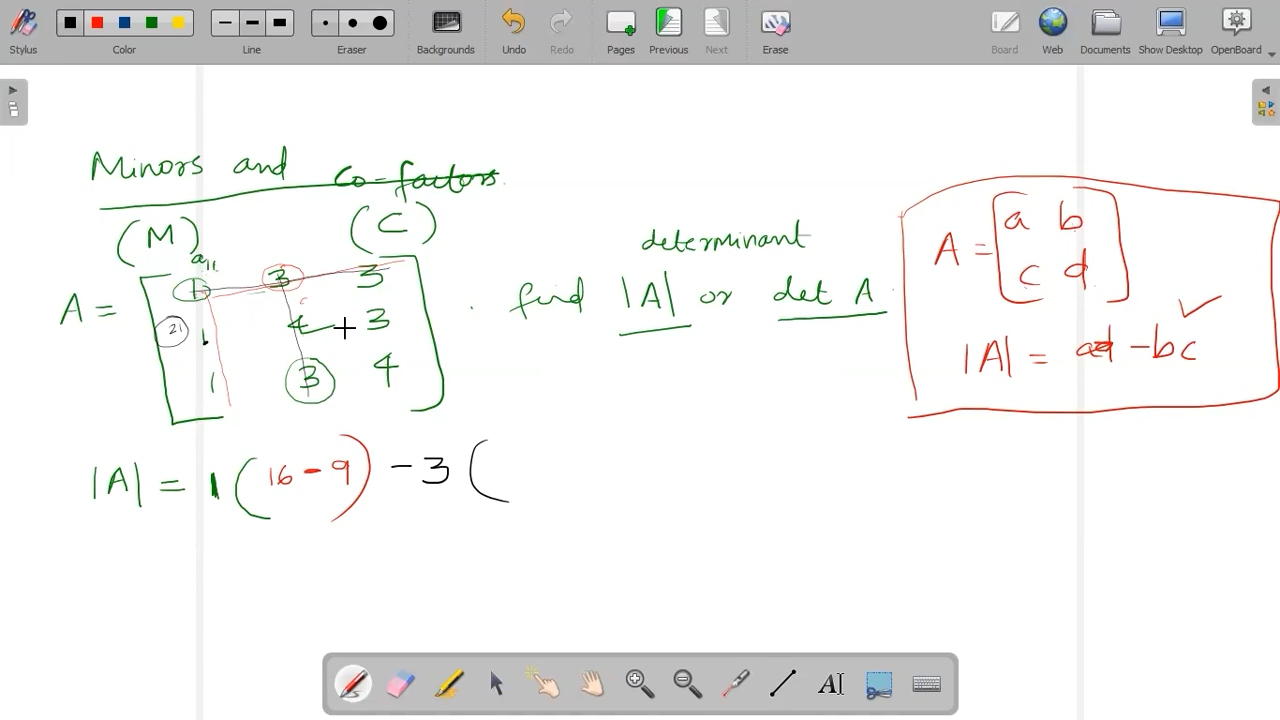 Stylus Color Line Eraser Backgrounds Undo Redo Pages Previous Next Erase Board Web Documents Show Desktop OpenBoard
Minors and co-factors
(M) (C)
determinant
a11
A = [ 1 3 3
21 1 4 3
1 3 4 ] . find |A| or det A
A = [ a b
c d ]
|A| = ad - bc ✓
|A| = 1 ( 16 - 9 ) - 3 (
AI